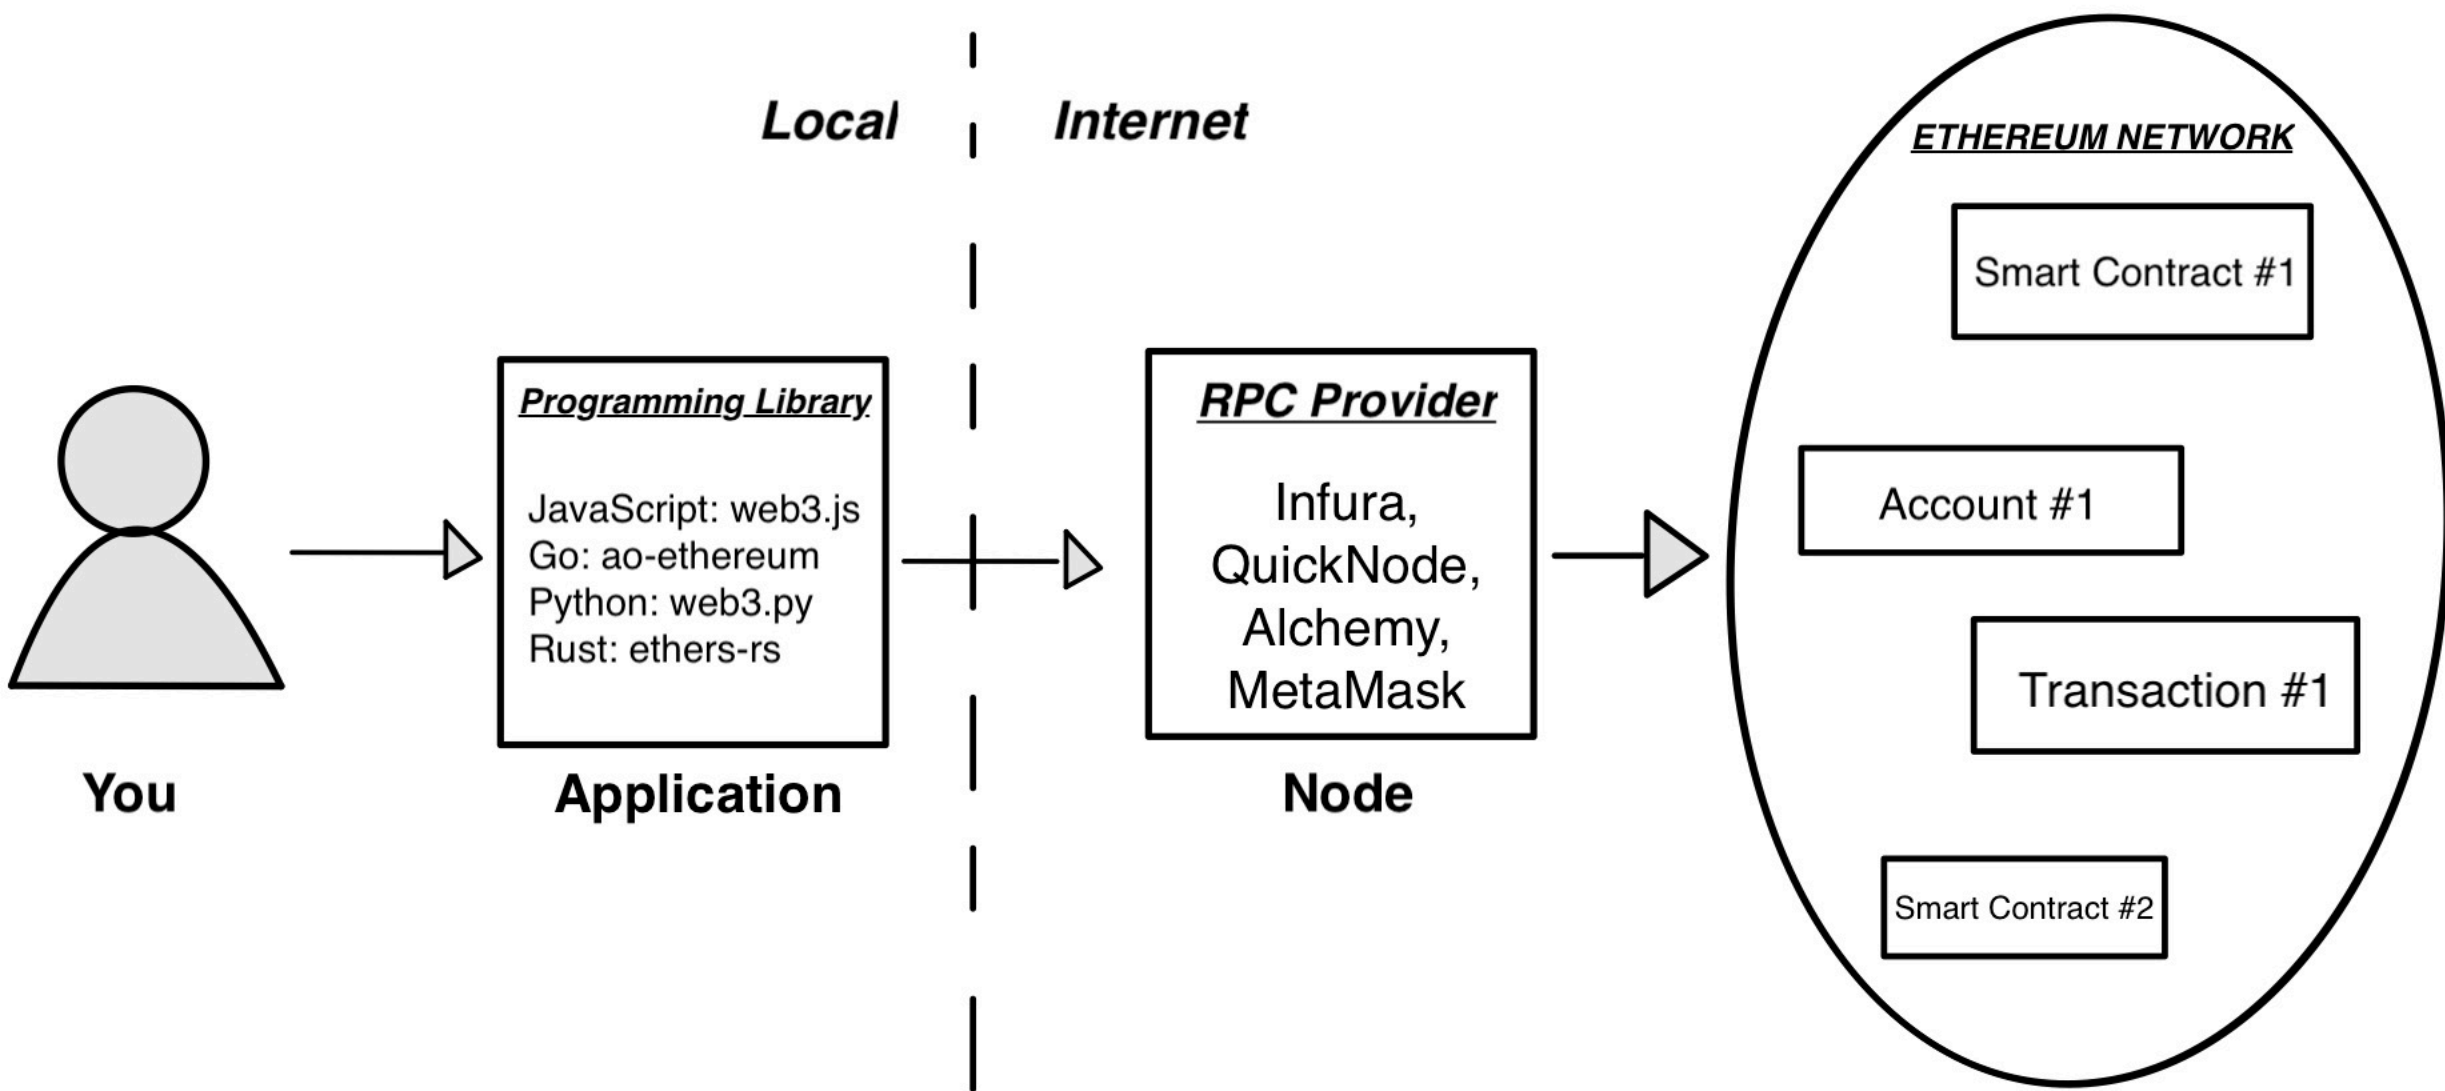 Local
Internet
ETHEREUM NETWORK
Smart Contract #1
Programming Library
JavaScript: web3.js
Go: ao-ethereum
Python: web3.py
Rust: ethers-rs
RPC Provider
Infura,
QuickNode,
Alchemy,
MetaMask
Account #1
Transaction #1
Smart Contract #2
You
Application
Node